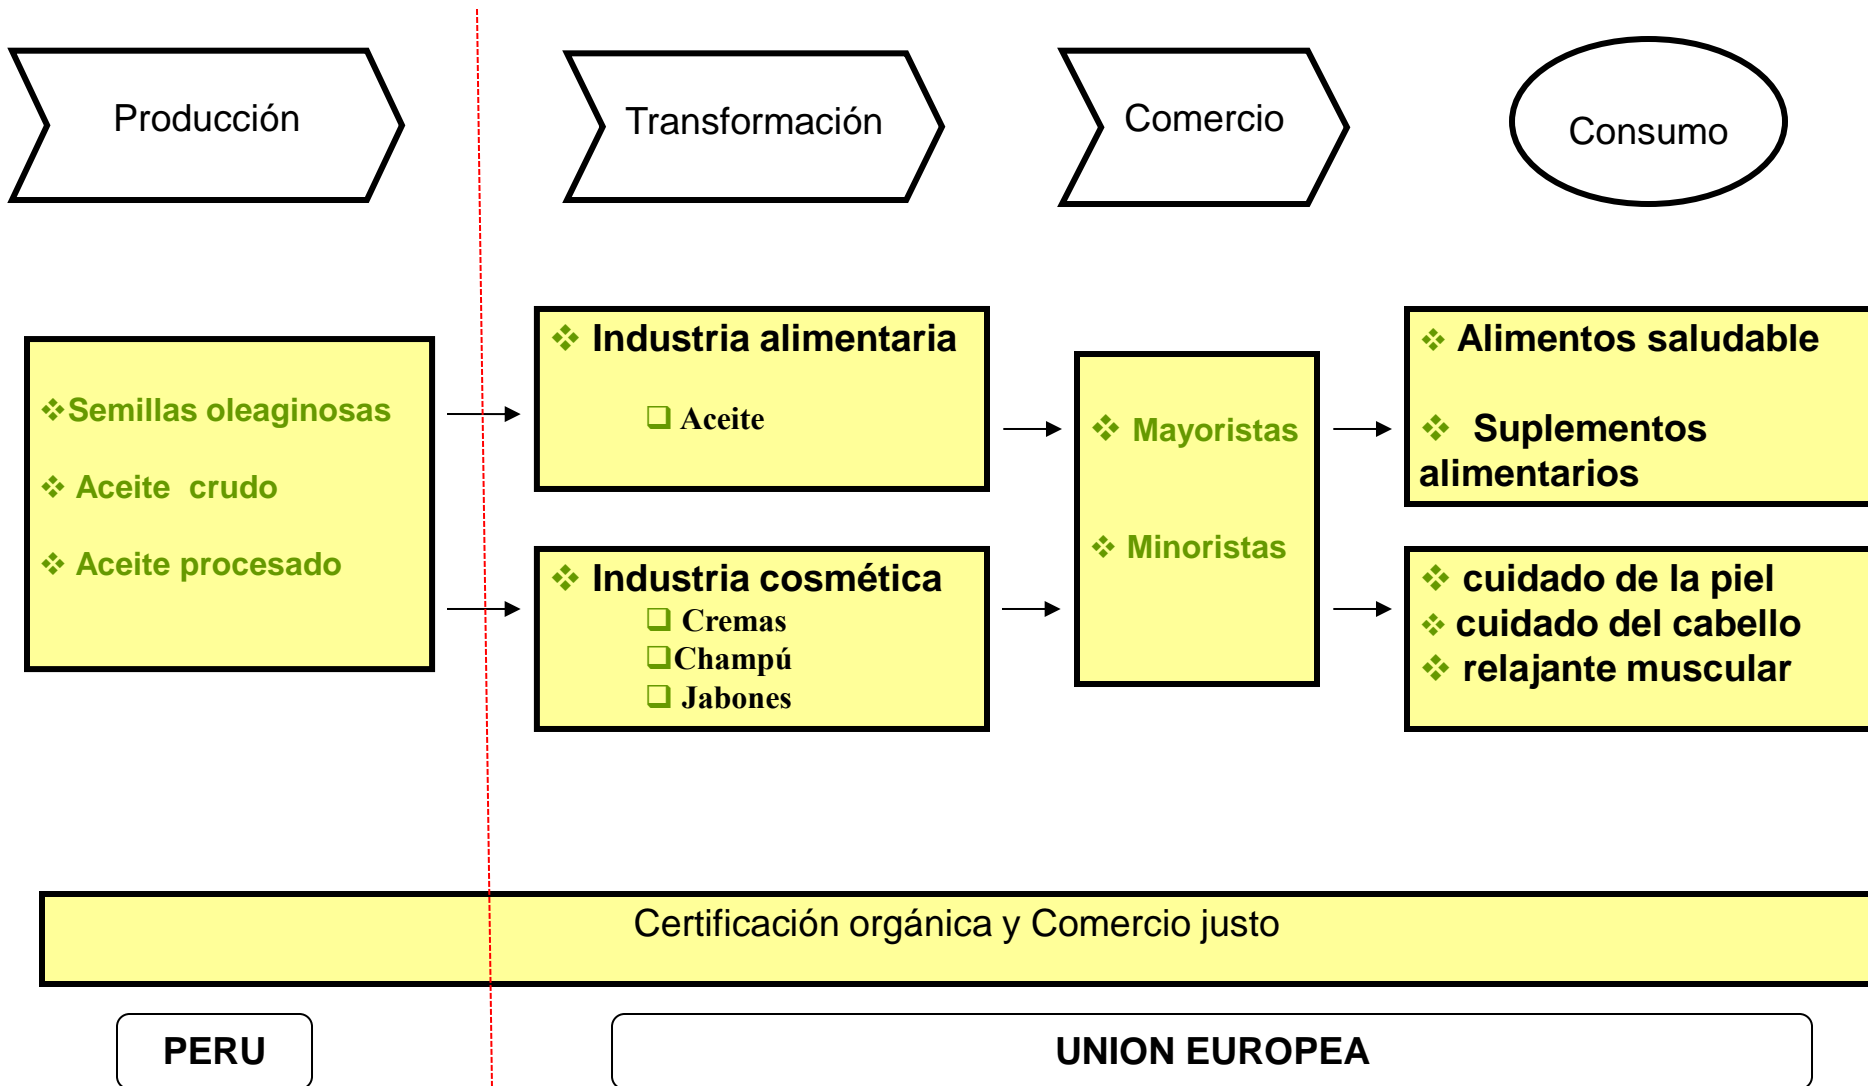 Producción
Transformación
Comercio
Consumo
Semillas oleaginosas
Aceite crudo
Aceite procesado
Industria alimentaria
Aceite
Industria cosmética
Cremas
Champú
Jabones
Mayoristas
Minoristas
Alimentos saludable
Suplementos
alimentarios
cuidado de la piel
cuidado del cabello
relajante muscular
Certificación orgánica y Comercio justo
PERU
UNION EUROPEA